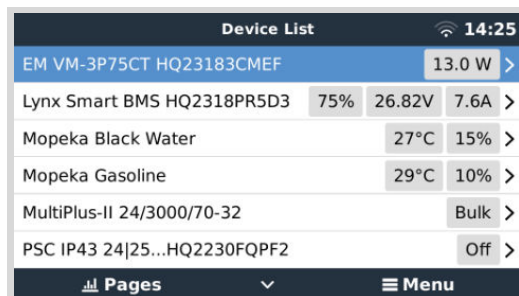 Device List 14:25
EM VM-3P75CT HQ23183CMEF 13.0 W
Lynx Smart BMS HQ2318PR5D3 75% 26.82V 7.6A
Mopeka Black Water 27°C 15%
Mopeka Gasoline 29°C 10%
MultiPlus-II 24/3000/70-32 Bulk
PSC IP43 24|25...HQ2230FQPF2 Off
Pages Menu